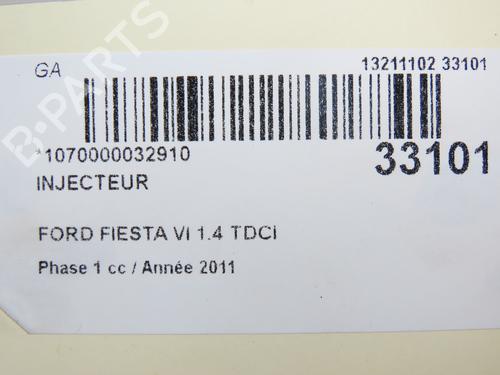 B-PARTS
GA
13211102 33101
*1070000032910
33101
INJECTEUR
FORD FIESTA VI 1.4 TDCI
Phase 1 cc / Année 2011